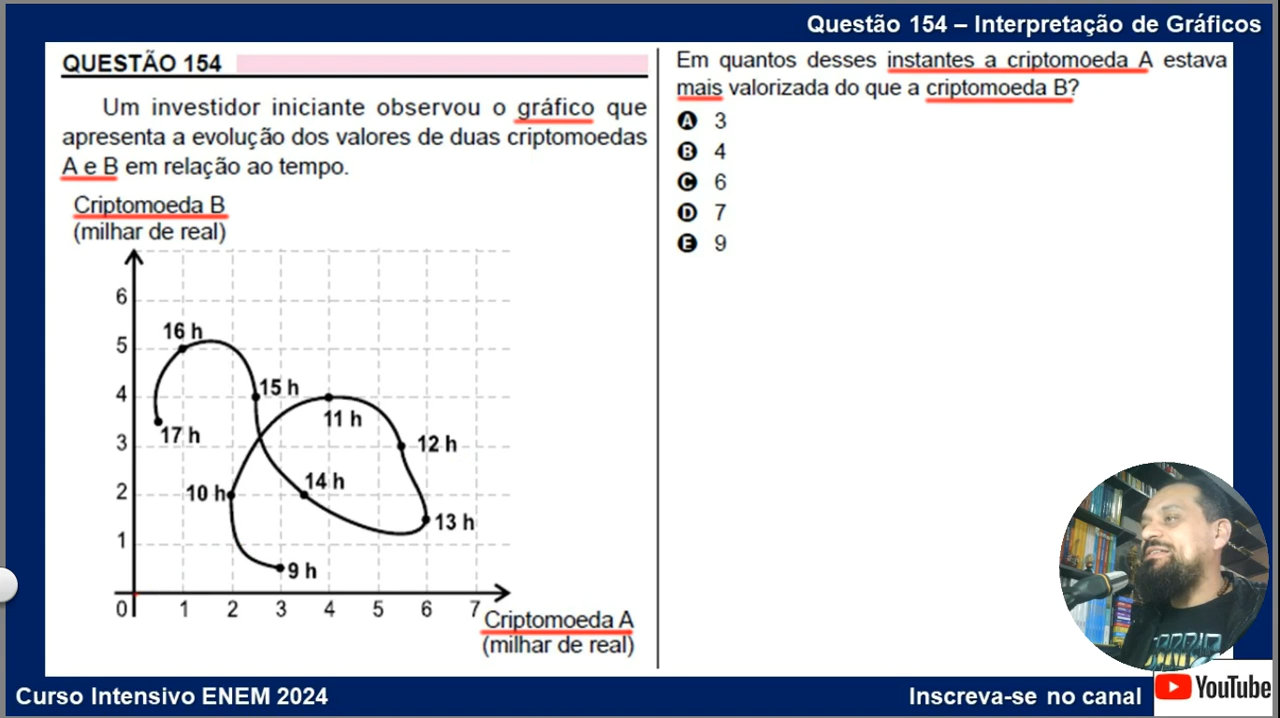 Questão 154 – Interpretação de Gráficos
QUESTÃO 154
Um investidor iniciante observou o gráfico que
apresenta a evolução dos valores de duas criptomoedas
A e B em relação ao tempo.
Criptomoeda B
(milhar de real)
6
5
4
3
2
1
0
1
2
3
4
5
6
7
16 h
15 h
17 h
11 h
12 h
10 h
14 h
13 h
9 h
Criptomoeda A
(milhar de real)
Em quantos desses instantes a criptomoeda A estava
mais valorizada do que a criptomoeda B?
A 3
B 4
C 6
D 7
E 9
Curso Intensivo ENEM 2024
Inscreva-se no canal
YouTube